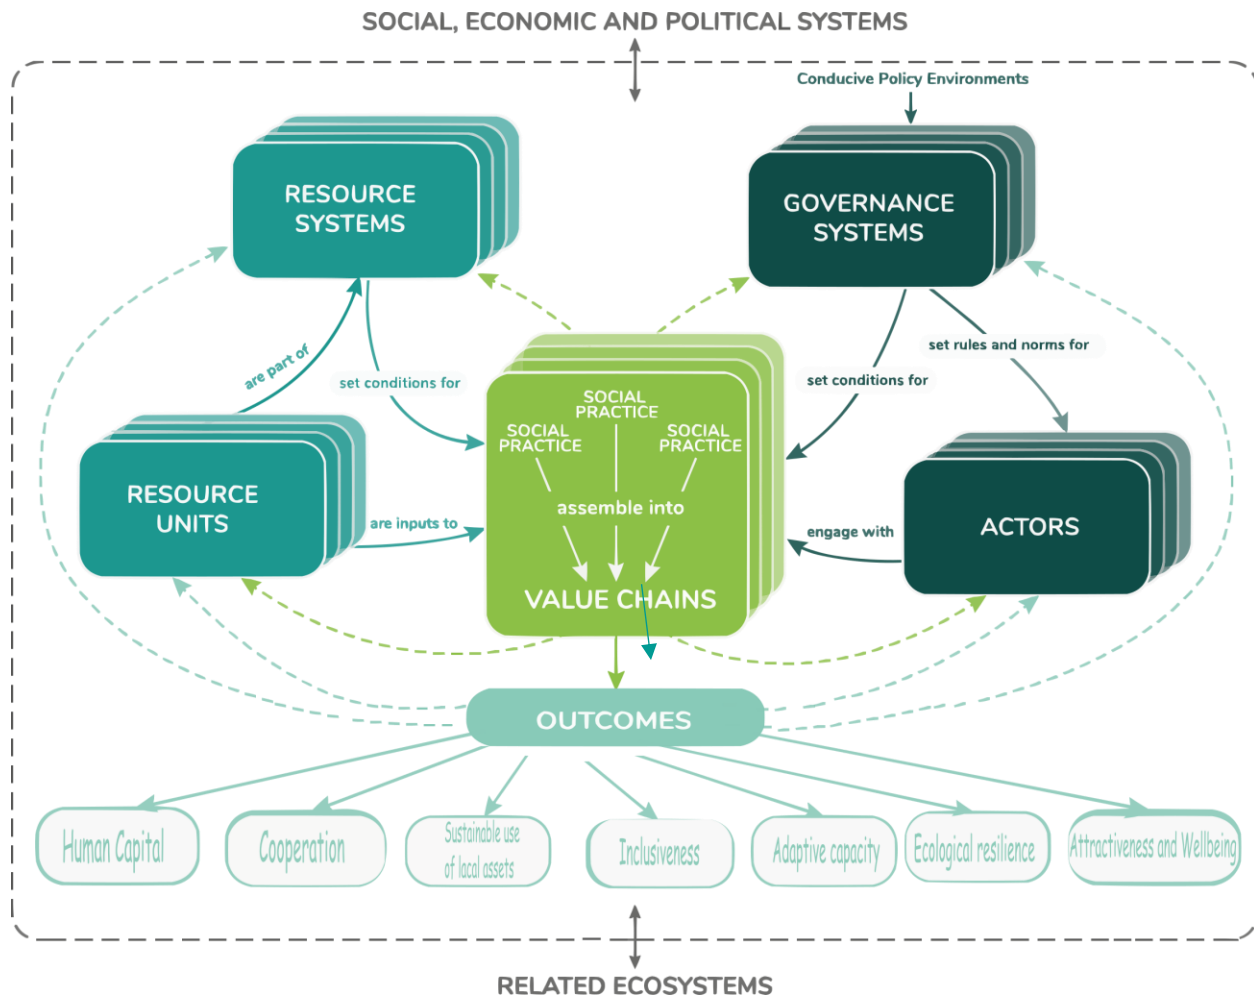 SOCIAL, ECONOMIC AND POLITICAL SYSTEMS
Conducive Policy Environments
RESOURCE
SYSTEMS
GOVERNANCE
SYSTEMS
set rules and norms for
are part of
set conditions for
set conditions for
SOCIAL
PRACTICE
SOCIAL
PRACTICE
SOCIAL
PRACTICE
assemble into
VALUE CHAINS
RESOURCE
UNITS
are inputs to
engage with
ACTORS
OUTCOMES
Human Capital
Cooperation
Sustainable use
of local assets
Inclusiveness
Adaptive capacity
Ecological resilience
Attractiveness and Wellbeing
RELATED ECOSYSTEMS